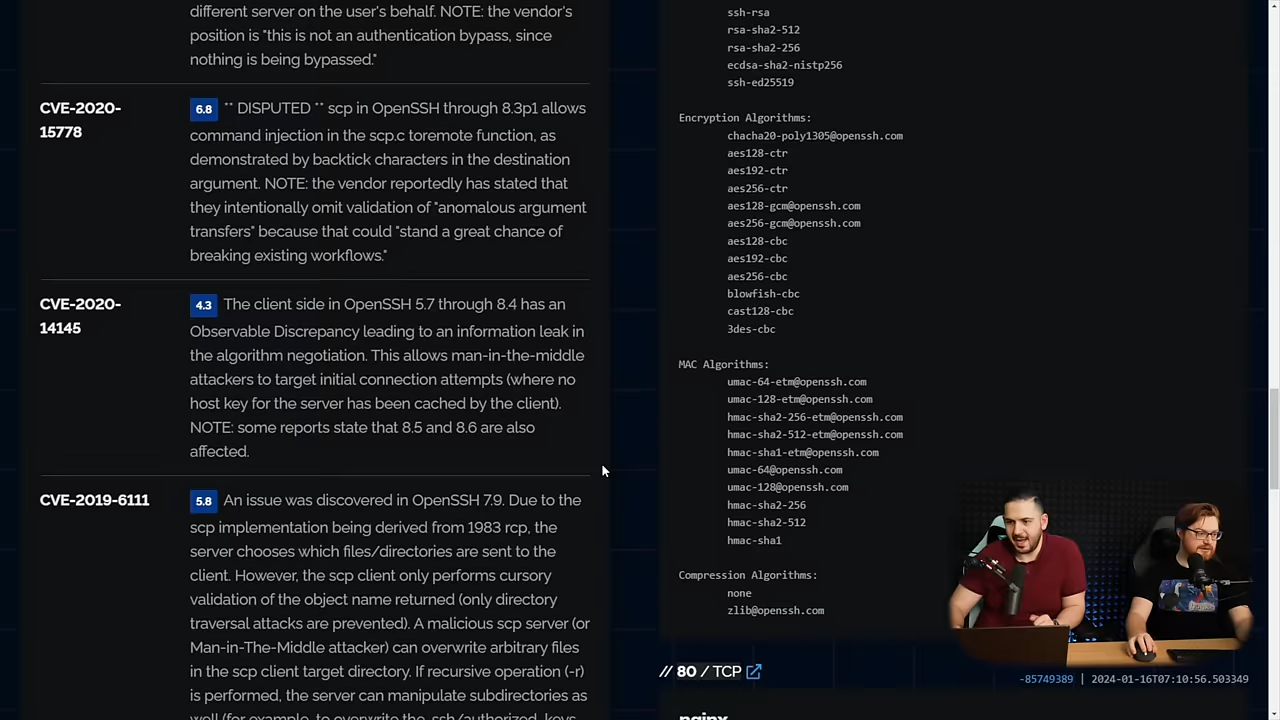 different server on the user's behalf. NOTE: the vendor's
position is "this is not an authentication bypass, since
nothing is being bypassed."
CVE-2020-
15778
6.8 ** DISPUTED ** scp in OpenSSH through 8.3p1 allows
command injection in the scp.c toremote function, as
demonstrated by backtick characters in the destination
argument. NOTE: the vendor reportedly has stated that
they intentionally omit validation of "anomalous argument
transfers" because that could "stand a great chance of
breaking existing workflows."
CVE-2020-
14145
4.3 The client side in OpenSSH 5.7 through 8.4 has an
Observable Discrepancy leading to an information leak in
the algorithm negotiation. This allows man-in-the-middle
attackers to target initial connection attempts (where no
host key for the server has been cached by the client).
NOTE: some reports state that 8.5 and 8.6 are also
affected.
CVE-2019-6111
5.8 An issue was discovered in OpenSSH 7.9. Due to the
scp implementation being derived from 1983 rcp, the
server chooses which files/directories are sent to the
client. However, the scp client only performs cursory
validation of the object name returned (only directory
traversal attacks are prevented). A malicious scp server (or
Man-in-The-Middle attacker) can overwrite arbitrary files
in the scp client target directory. If recursive operation (-r)
is performed, the server can manipulate subdirectories as
well (for example, to overwrite the .ssh/authorized_keys
ssh-rsa
rsa-sha2-512
rsa-sha2-256
ecdsa-sha2-nistp256
ssh-ed25519
Encryption Algorithms:
chacha20-poly1305@openssh.com
aes128-ctr
aes192-ctr
aes256-ctr
aes128-gcm@openssh.com
aes256-gcm@openssh.com
aes128-cbc
aes192-cbc
aes256-cbc
blowfish-cbc
cast128-cbc
3des-cbc
MAC Algorithms:
umac-64-etm@openssh.com
umac-128-etm@openssh.com
hmac-sha2-256-etm@openssh.com
hmac-sha2-512-etm@openssh.com
hmac-sha1-etm@openssh.com
umac-64@openssh.com
umac-128@openssh.com
hmac-sha2-256
hmac-sha2-512
hmac-sha1
Compression Algorithms:
none
zlib@openssh.com
// 80 / TCP
-85749389 | 2024-01-16T07:10:56.503349
nginx